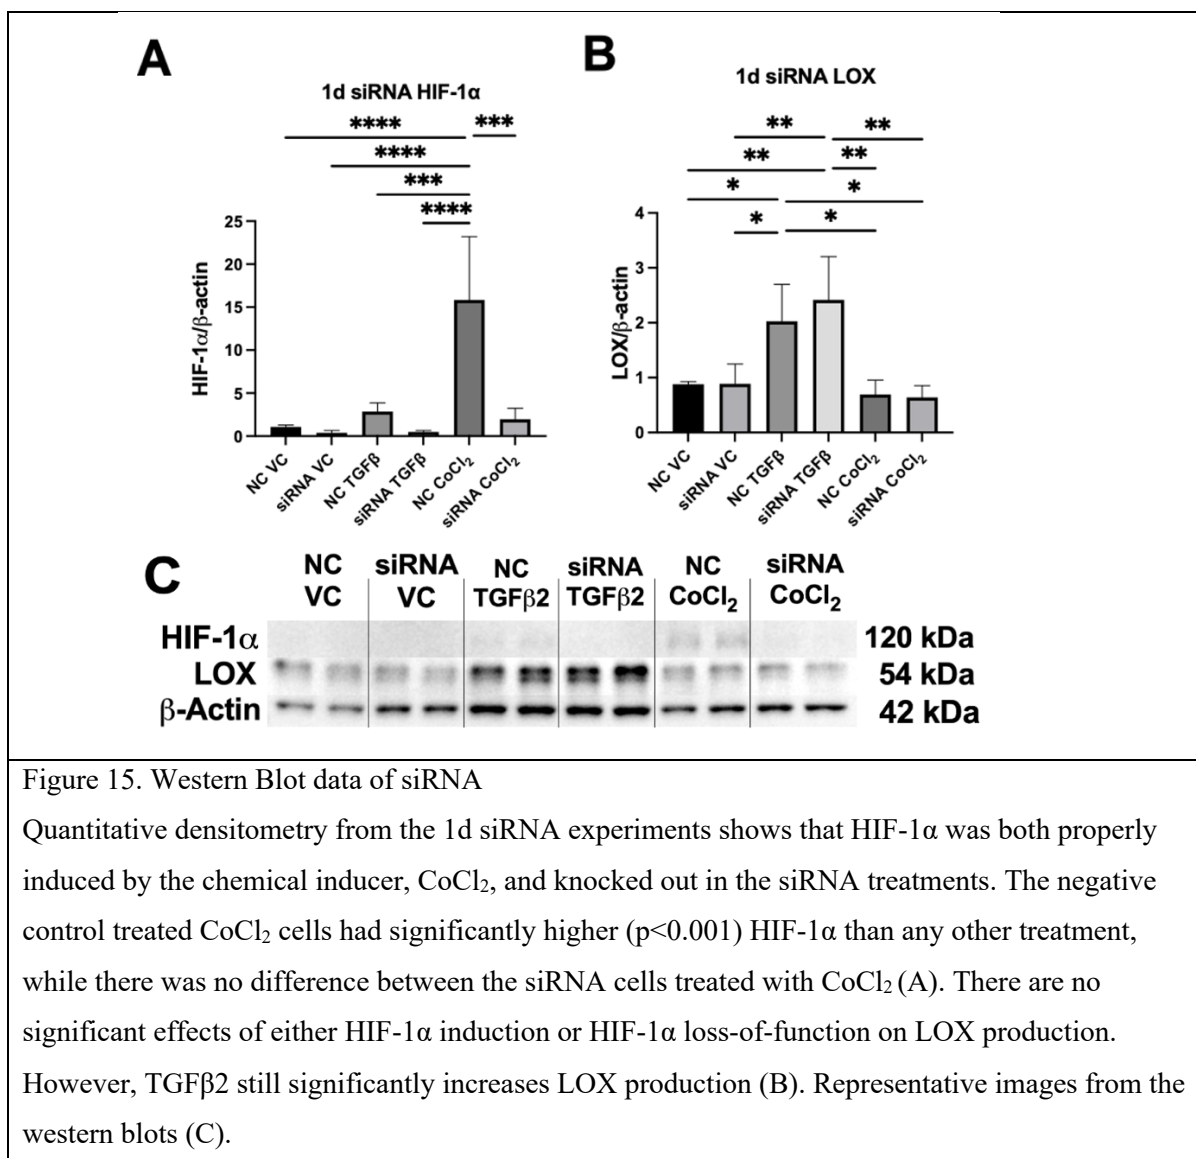 A
1d siRNA HIF-1α
**** ***
****
***
****
25
20
15
10
5
0
HIF-1α/β-actin
NC VC
siRNA VC
NC TGFβ
siRNA TGFβ
NC CoCl₂
siRNA CoCl₂
B
1d siRNA LOX
** **
** **
* *
* *
4
3
2
1
0
LOX/β-actin
NC VC
siRNA VC
NC TGFβ
siRNA TGFβ
NC CoCl₂
siRNA CoCl₂
C
NC siRNA NC siRNA NC siRNA
VC VC TGFβ2 TGFβ2 CoCl₂ CoCl₂
HIF-1α 120 kDa
LOX 54 kDa
β-Actin 42 kDa
Figure 15. Western Blot data of siRNA
Quantitative densitometry from the 1d siRNA experiments shows that HIF-1α was both properly
induced by the chemical inducer, CoCl₂, and knocked out in the siRNA treatments. The negative
control treated CoCl₂ cells had significantly higher (p<0.001) HIF-1α than any other treatment,
while there was no difference between the siRNA cells treated with CoCl₂ (A). There are no
significant effects of either HIF-1α induction or HIF-1α loss-of-function on LOX production.
However, TGFβ2 still significantly increases LOX production (B). Representative images from the
western blots (C).